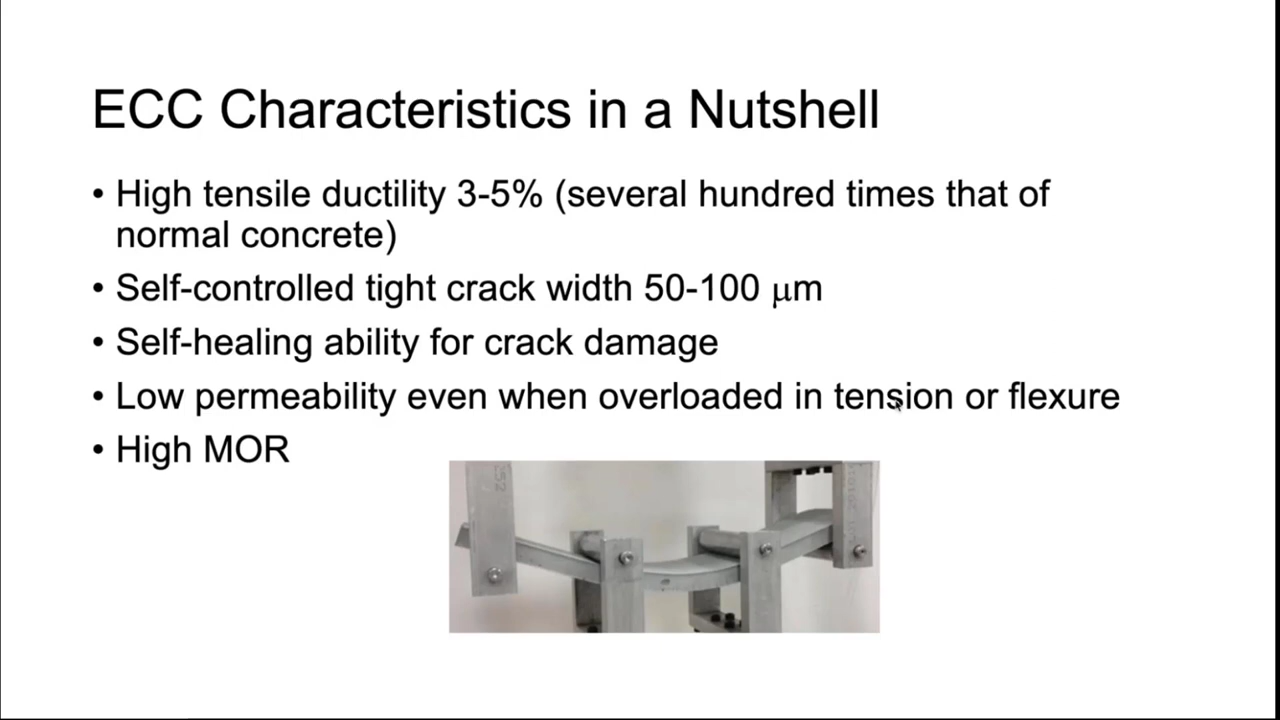 ECC Characteristics in a Nutshell
• High tensile ductility 3-5% (several hundred times that of
normal concrete)
• Self-controlled tight crack width 50-100 μm
• Self-healing ability for crack damage
• Low permeability even when overloaded in tension or flexure
• High MOR
252